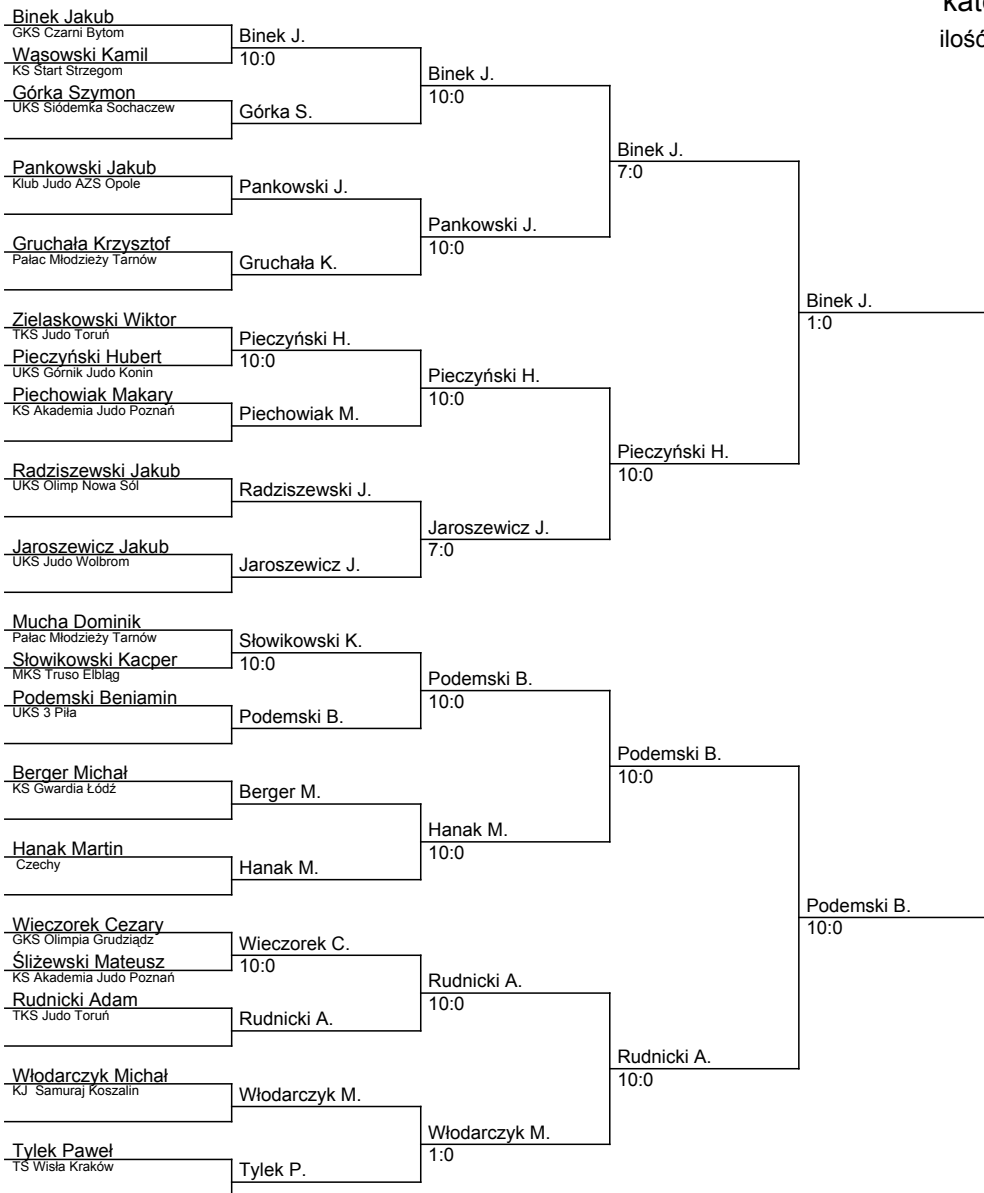 kat
ilość
Binek Jakub
GKS Czarni Bytom
Wąsowski Kamil
KS Start Strzegom
Górka Szymon
UKS Siódemka Sochaczew
Pankowski Jakub
Klub Judo AZS Opole
Gruchała Krzysztof
Pałac Młodzieży Tarnów
Zielaskowski Wiktor
TKS Judo Toruń
Pieczyński Hubert
UKS Górnik Judo Konin
Piechowiak Makary
KS Akademia Judo Poznań
Radziszewski Jakub
UKS Olimp Nowa Sól
Jaroszewicz Jakub
UKS Judo Wolbrom
Mucha Dominik
Pałac Młodzieży Tarnów
Słowikowski Kacper
MKS Truso Elbląg
Podemski Beniamin
UKS 3 Piła
Berger Michał
KS Gwardia Łódź
Hanak Martin
Czechy
Wieczorek Cezary
GKS Olimpia Grudziądz
Śliżewski Mateusz
KS Akademia Judo Poznań
Rudnicki Adam
TKS Judo Toruń
Włodarczyk Michał
KJ Samuraj Koszalin
Tylek Paweł
TS Wisła Kraków
Binek J.
10:0
Górka S.
Pankowski J.
Gruchała K.
Pieczyński H.
10:0
Piechowiak M.
Radziszewski J.
Jaroszewicz J.
Słowikowski K.
10:0
Podemski B.
Berger M.
Hanak M.
Wieczorek C.
10:0
Rudnicki A.
Włodarczyk M.
Tylek P.
Binek J.
10:0
Pankowski J.
10:0
Pieczyński H.
10:0
Jaroszewicz J.
7:0
Podemski B.
10:0
Hanak M.
10:0
Rudnicki A.
10:0
Włodarczyk M.
1:0
Binek J.
7:0
Pieczyński H.
10:0
Podemski B.
10:0
Rudnicki A.
10:0
Binek J.
1:0
Podemski B.
10:0